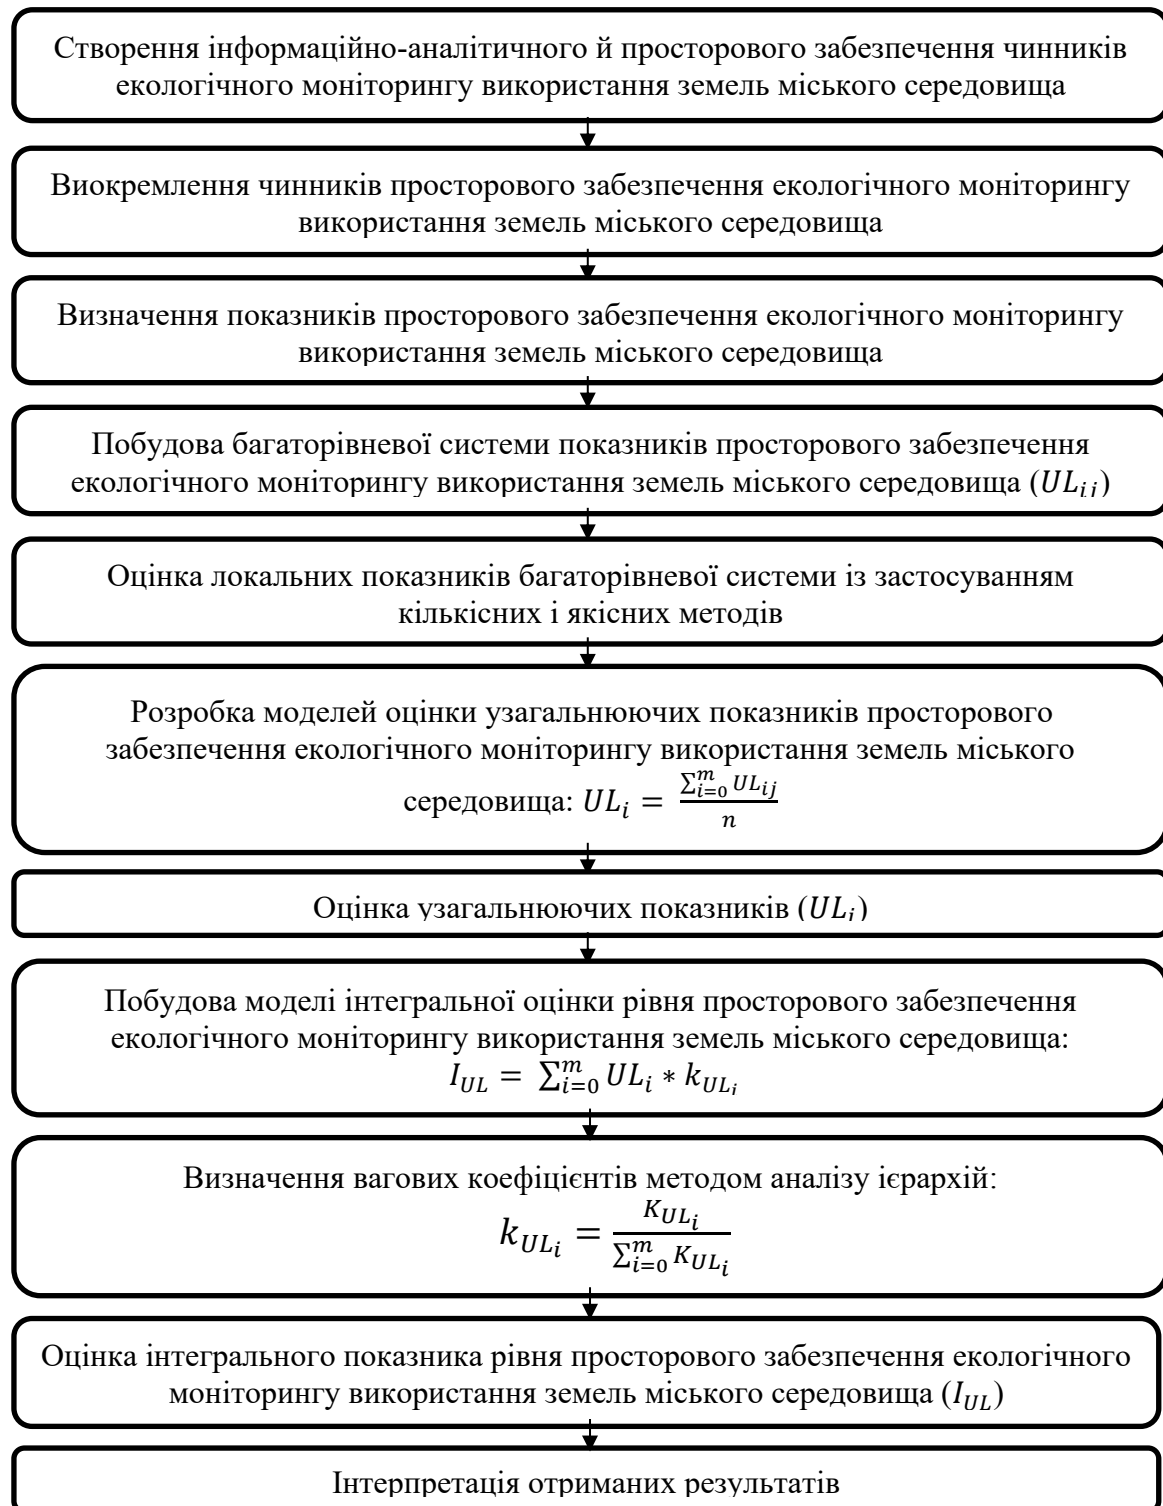 Створення інформаційно-аналітичного й просторового забезпечення чинників
екологічного моніторингу використання земель міського середовища
Виокремлення чинників просторового забезпечення екологічного моніторингу
використання земель міського середовища
Визначення показників просторового забезпечення екологічного моніторингу
використання земель міського середовища
Побудова багаторівневої системи показників просторового забезпечення
екологічного моніторингу використання земель міського середовища ($UL_{ij}$)
Оцінка локальних показників багаторівневої системи із застосуванням
кількісних і якісних методів
Розробка моделей оцінки узагальнюючих показників просторового
забезпечення екологічного моніторингу використання земель міського
середовища: $UL_i = \frac{\sum_{i=0}^{m} UL_{ij}}{n}$
Оцінка узагальнюючих показників ($UL_i$)
Побудова моделі інтегральної оцінки рівня просторового забезпечення
екологічного моніторингу використання земель міського середовища:
$I_{UL} = \sum_{i=0}^{m} UL_i * k_{UL_i}$
Визначення вагових коефіцієнтів методом аналізу ієрархій:
$k_{UL_i} = \frac{K_{UL_i}}{\sum_{i=0}^{m} K_{UL_i}}$
Оцінка інтегрального показника рівня просторового забезпечення екологічного
моніторингу використання земель міського середовища ($I_{UL}$)
Інтерпретація отриманих результатів